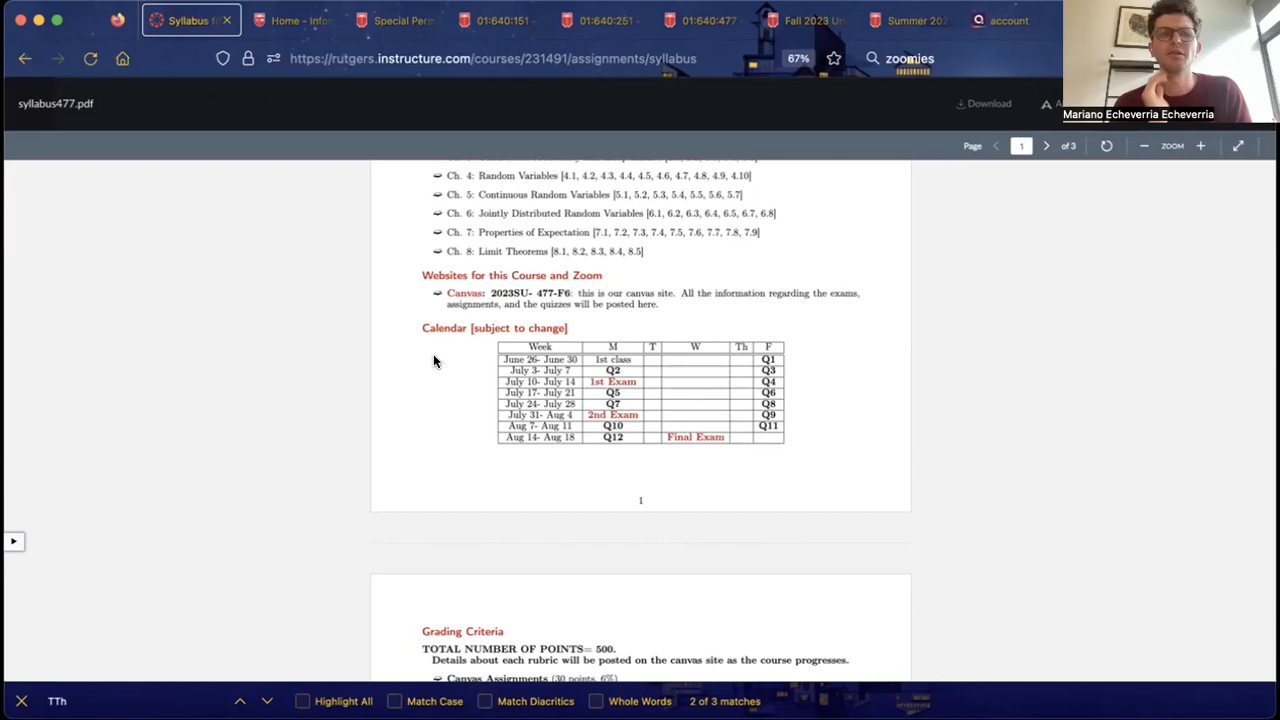 Syllabus fo
Home - Infor
Special Perm
01:640:151 -
01:640:251 -
01:640:477
Fall 2023 Un
Summer 202
account
https://rutgers.instructure.com/courses/231491/assignments/syllabus
67%
zoomies
syllabus477.pdf
Download
Mariano Echeverria Echeverria
Page 1 of 3
ZOOM
Ch. 4: Random Variables [4.1, 4.2, 4.3, 4.4, 4.5, 4.6, 4.7, 4.8, 4.9, 4.10]
Ch. 5: Continuous Random Variables [5.1, 5.2, 5.3, 5.4, 5.5, 5.6, 5.7]
Ch. 6: Jointly Distributed Random Variables [6.1, 6.2, 6.3, 6.4, 6.5, 6.7, 6.8]
Ch. 7: Properties of Expectation [7.1, 7.2, 7.3, 7.4, 7.5, 7.6, 7.7, 7.8, 7.9]
Ch. 8: Limit Theorems [8.1, 8.2, 8.3, 8.4, 8.5]
Websites for this Course and Zoom
Canvas: 2023SU- 477-F6: this is our canvas site. All the information regarding the exams,
assignments, and the quizzes will be posted here.
Calendar [subject to change]
Week M T W Th F
June 26- June 30 1st class Q1
July 3- July 7 Q2 Q3
July 10- July 14 1st Exam Q4
July 17- July 21 Q5 Q6
July 24- July 28 Q7 Q8
July 31- Aug 4 2nd Exam Q9
Aug 7- Aug 11 Q10 Q11
Aug 14- Aug 18 Q12 Final Exam
1
Grading Criteria
TOTAL NUMBER OF POINTS= 500.
Details about each rubric will be posted on the canvas site as the course progresses.
Canvas Assignments (30 points, 6%)
TTh
Highlight All
Match Case
Match Diacritics
Whole Words
2 of 3 matches